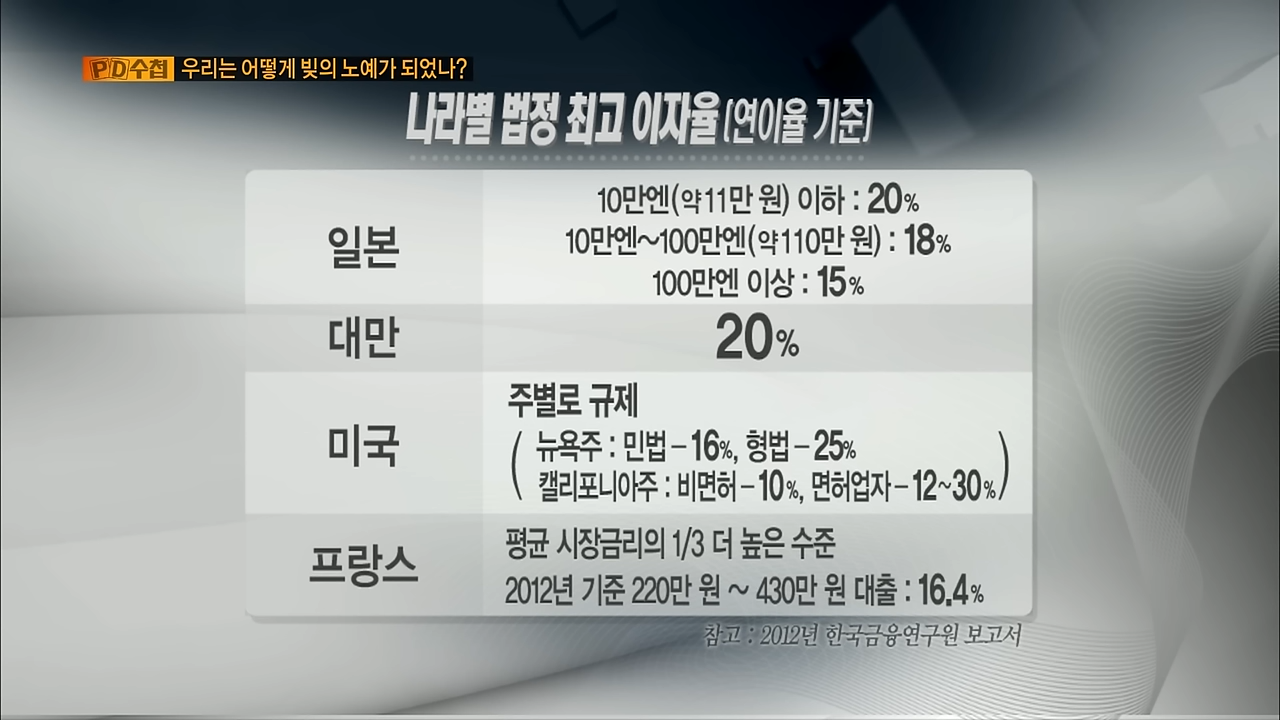 PD수첩 우리는 어떻게 빚의 노예가 되었나?
나라별 법정 최고 이자율(연이율 기준)
일본
10만엔(약11만 원) 이하 : 20%
10만엔~100만엔(약110만 원) : 18%
100만엔 이상 : 15%
대만
20%
미국
주별로 규제
( 뉴욕주 : 민법 – 16%, 형법 – 25%
캘리포니아주 : 비면허 – 10%, 면허업자 – 12~30% )
프랑스
평균 시장금리의 1/3 더 높은 수준
2012년 기준 220만 원 ~ 430만 원 대출 : 16.4%
참고 : 2012년 한국금융연구원 보고서